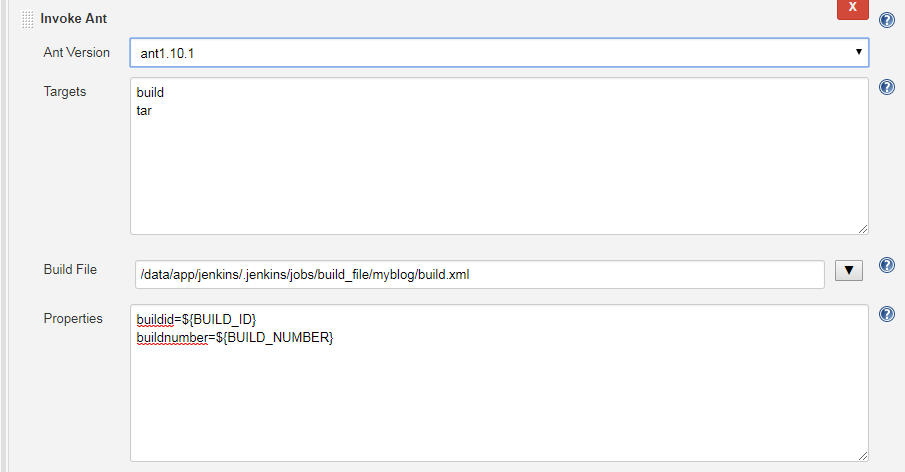 Invoke Ant
X
Ant Version
ant1.10.1
Targets
build
tar
Build File
/data/app/jenkins/.jenkins/jobs/build_file/myblog/build.xml
Properties
buildid=${BUILD_ID}
buildnumber=${BUILD_NUMBER}